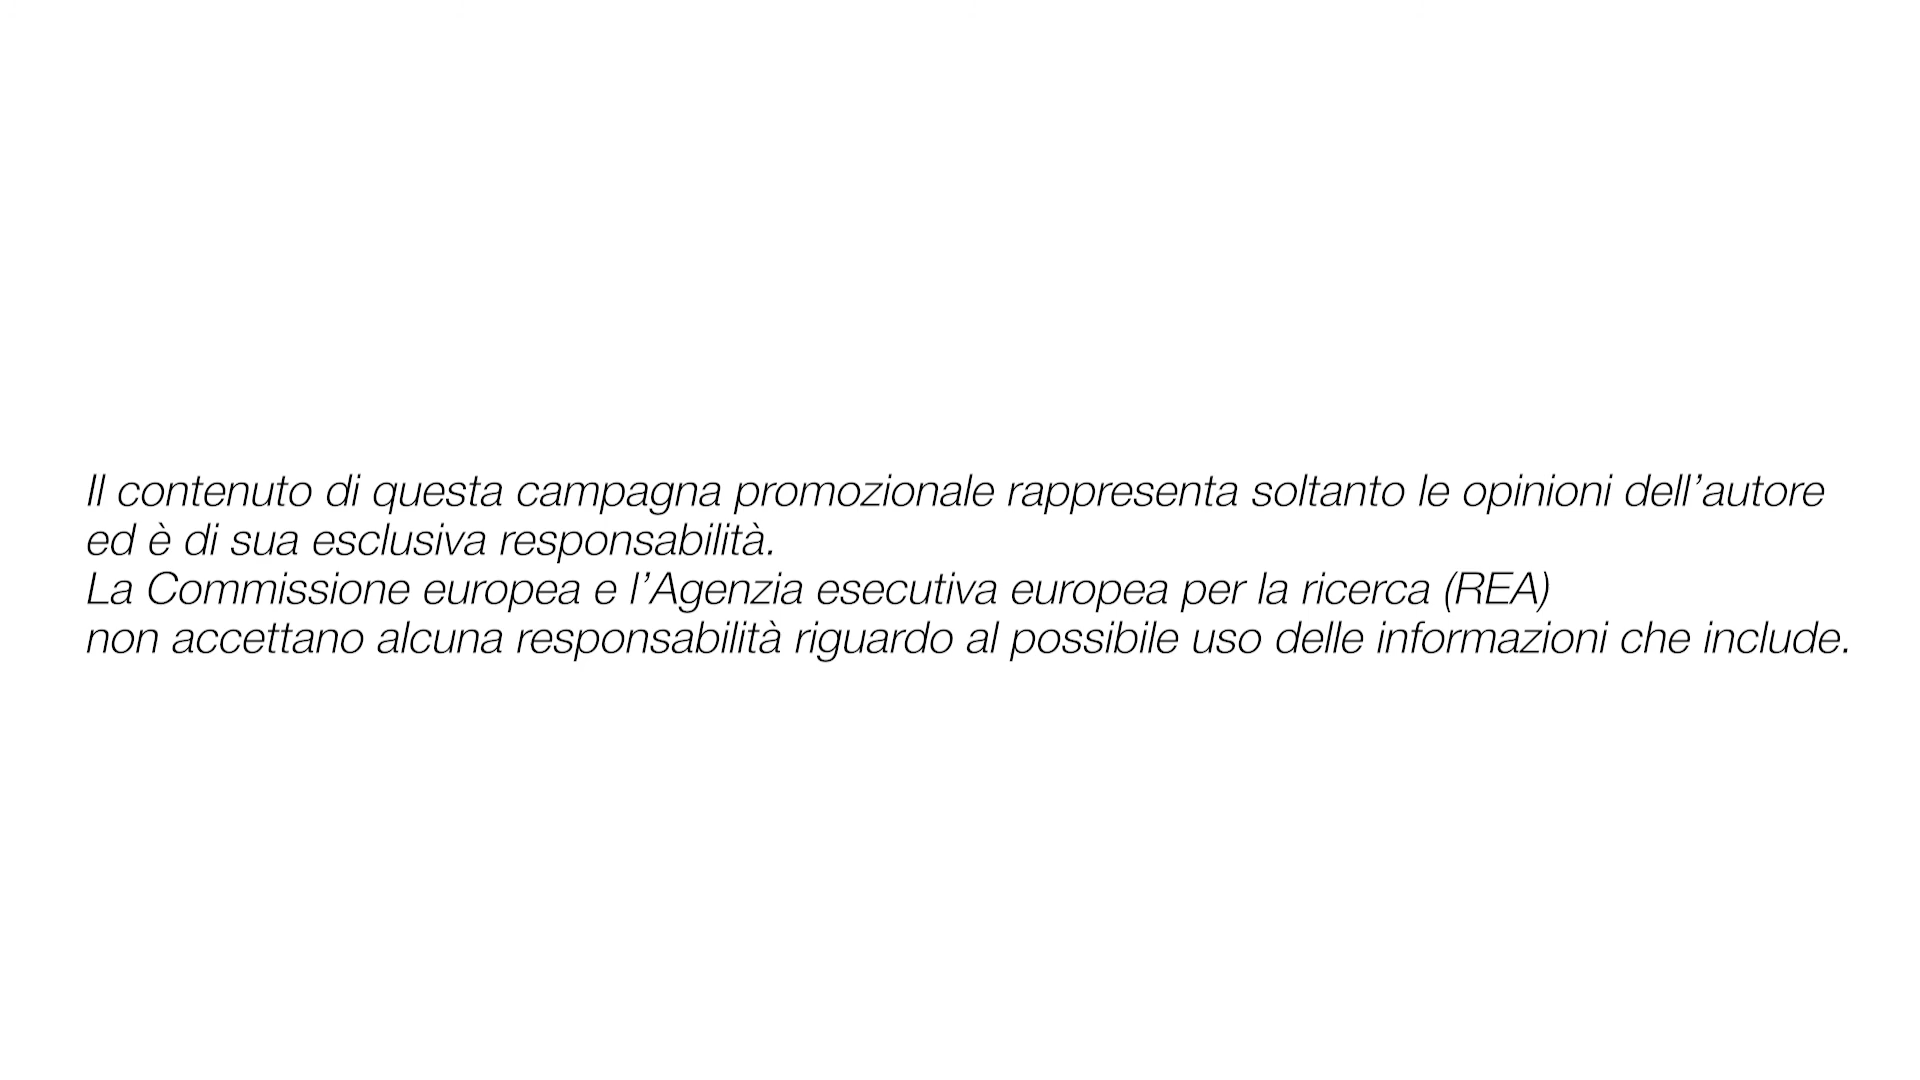 Il contenuto di questa campagna promozionale rappresenta soltanto le opinioni dell’autore
ed è di sua esclusiva responsabilità.
La Commissione europea e l’Agenzia esecutiva europea per la ricerca (REA)
non accettano alcuna responsabilità riguardo al possibile uso delle informazioni che include.